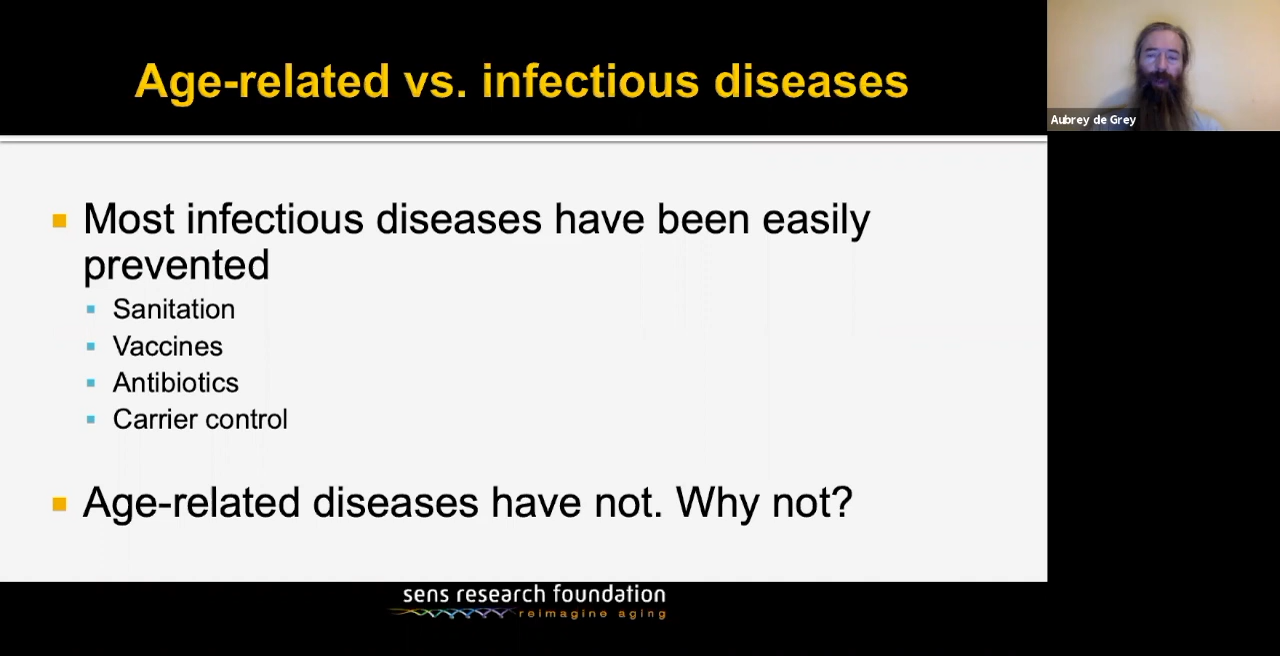 Age-related vs. infectious diseases
Aubrey de Grey
Most infectious diseases have been easily
prevented
Sanitation
Vaccines
Antibiotics
Carrier control
Age-related diseases have not. Why not?
sens research foundation
reimagine aging